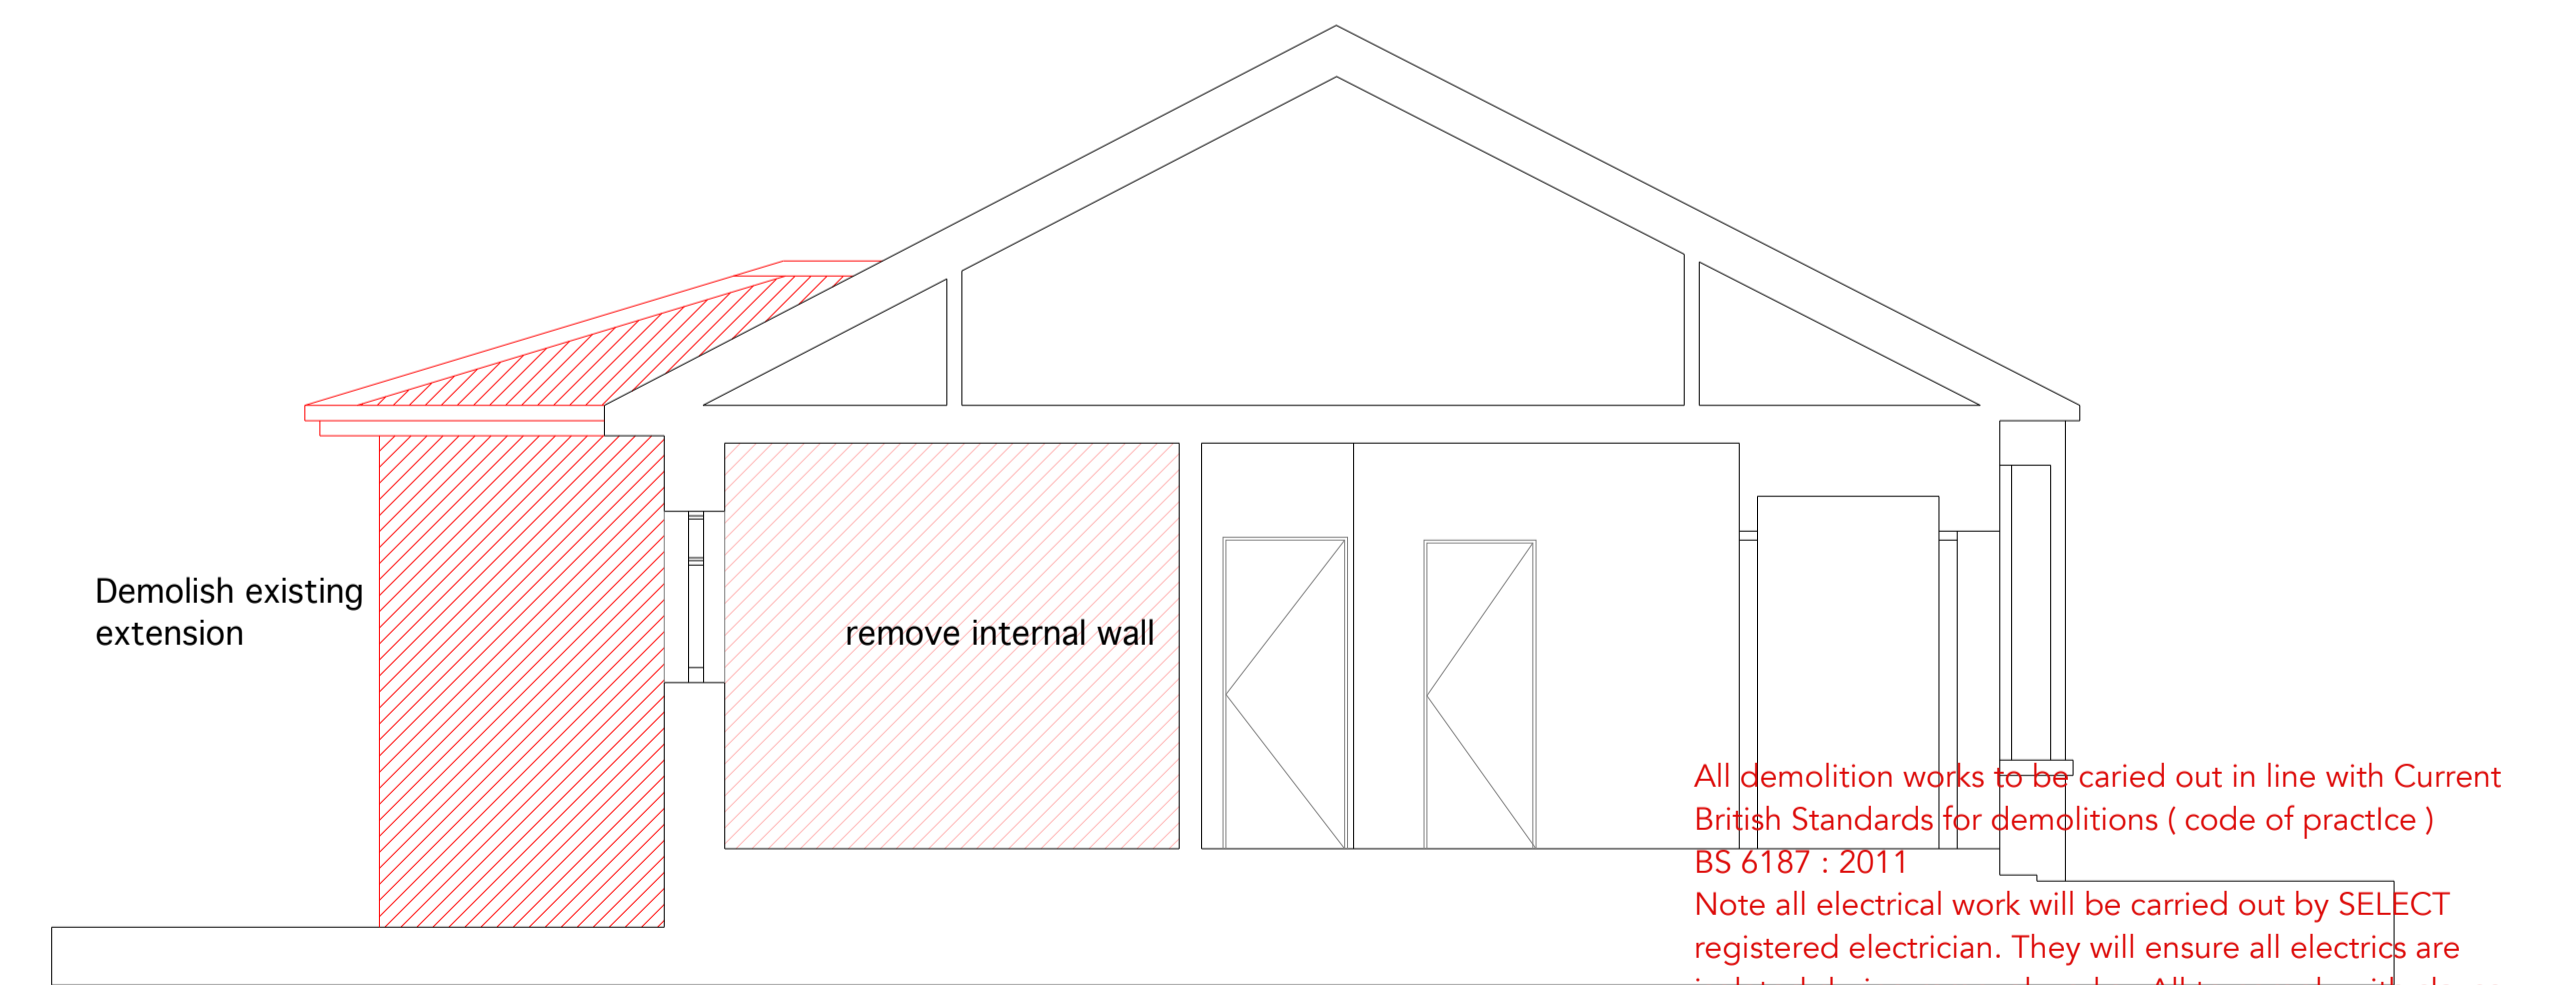 Demolish existing
extension
remove internal wall
All demolition works to be caried out in line with Current
British Standards for demolitions ( code of practIce )
BS 6187 : 2011
Note all electrical work will be carried out by SELECT
registered electrician. They will ensure all electrics are